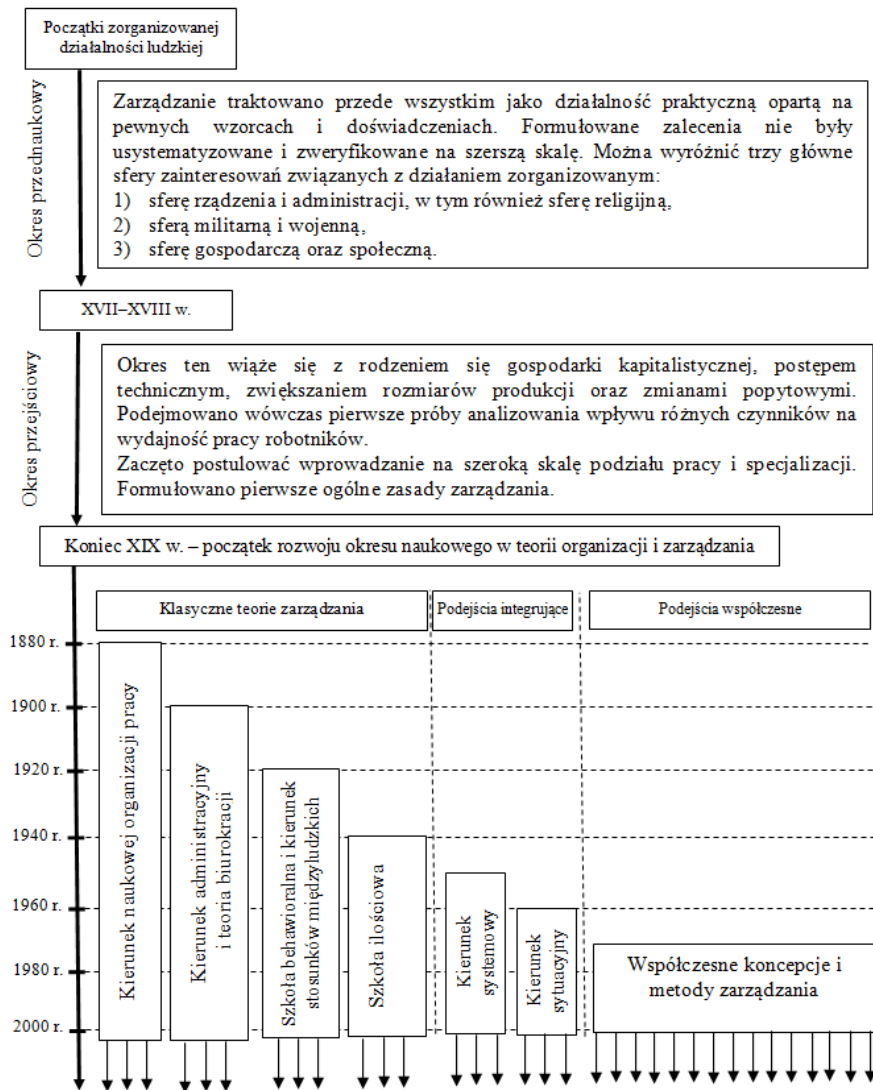 Początki zorganizowanej
działalności ludzkiej
Okres przednaukowy
Zarządzanie traktowano przede wszystkim jako działalność praktyczną opartą na
pewnych wzorcach i doświadczeniach. Formułowane zalecenia nie były
usystematyzowane i zweryfikowane na szerszą skalę. Można wyróżnić trzy główne
sfery zainteresowań związanych z działaniem zorganizowanym:
1) sferę rządzenia i administracji, w tym również sferę religijną,
2) sferą militarną i wojenną,
3) sferę gospodarczą oraz społeczną.
XVII–XVIII w.
Okres przejściowy
Okres ten wiąże się z rodzeniem się gospodarki kapitalistycznej, postępem
technicznym, zwiększaniem rozmiarów produkcji oraz zmianami popytowymi.
Podejmowano wówczas pierwsze próby analizowania wpływu różnych czynników na
wydajność pracy robotników.
Zaczęto postulować wprowadzanie na szeroką skalę podziału pracy i specjalizacji.
Formułowano pierwsze ogólne zasady zarządzania.
Koniec XIX w. – początek rozwoju okresu naukowego w teorii organizacji i zarządzania
Klasyczne teorie zarządzania
Podejścia integrujące
Podejścia współczesne
1880 r.
1900 r.
1920 r.
1940 r.
1960 r.
1980 r.
2000 r.
Kierunek naukowej organizacji pracy
Kierunek administracyjny
i teoria biurokracji
Szkoła behawioralna i kierunek
stosunków międzyludzkich
Szkoła ilościowa
Kierunek
systemowy
Kierunek
sytuacyjny
Współczesne koncepcje i
metody zarządzania